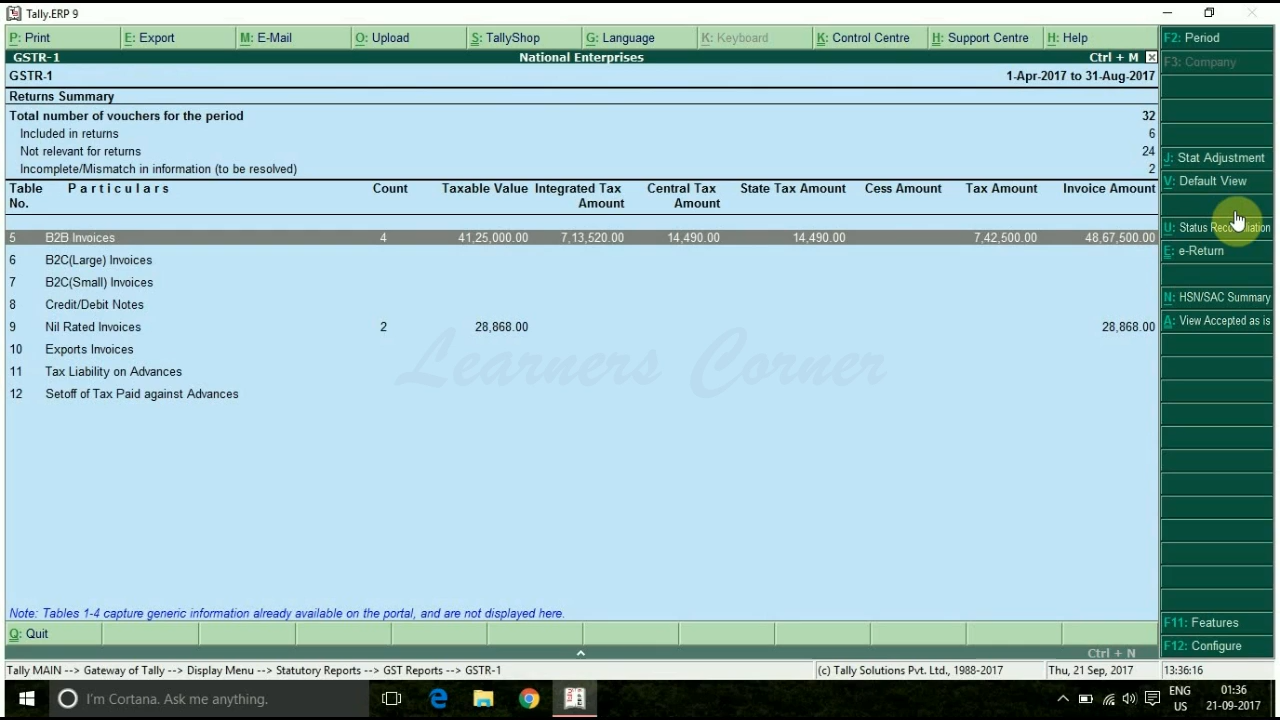 Tally.ERP 9
P: Print E: Export M: E-Mail O: Upload S: TallyShop G: Language K: Keyboard K: Control Centre H: Support Centre H: Help
GSTR-1 National Enterprises Ctrl + M
GSTR-1 1-Apr-2017 to 31-Aug-2017
Returns Summary
Total number of vouchers for the period 32
Included in returns 6
Not relevant for returns 24
Incomplete/Mismatch in information (to be resolved) 2
Table Particulars Count Taxable Value Integrated Tax Central Tax State Tax Amount Cess Amount Tax Amount Invoice Amount
No. Amount Amount
5 B2B Invoices 4 41,25,000.00 7,13,520.00 14,490.00 14,490.00 7,42,500.00 48,67,500.00
6 B2C(Large) Invoices
7 B2C(Small) Invoices
8 Credit/Debit Notes
9 Nil Rated Invoices 2 28,868.00 28,868.00
10 Exports Invoices
11 Tax Liability on Advances
12 Setoff of Tax Paid against Advances
Learners Corner
Note: Tables 1-4 capture generic information already available on the portal, and are not displayed here.
Q: Quit
Ctrl + N
F2: Period
F3: Company
J: Stat Adjustment
V: Default View
U: Status Reconciliation
E: e-Return
N: HSN/SAC Summary
A: View Accepted as is
F11: Features
F12: Configure
Tally MAIN --> Gateway of Tally --> Display Menu --> Statutory Reports --> GST Reports --> GSTR-1 (c) Tally Solutions Pvt. Ltd., 1988-2017 Thu, 21 Sep, 2017 13:36:16
I'm Cortana. Ask me anything.
ENG 01:36
US 21-09-2017